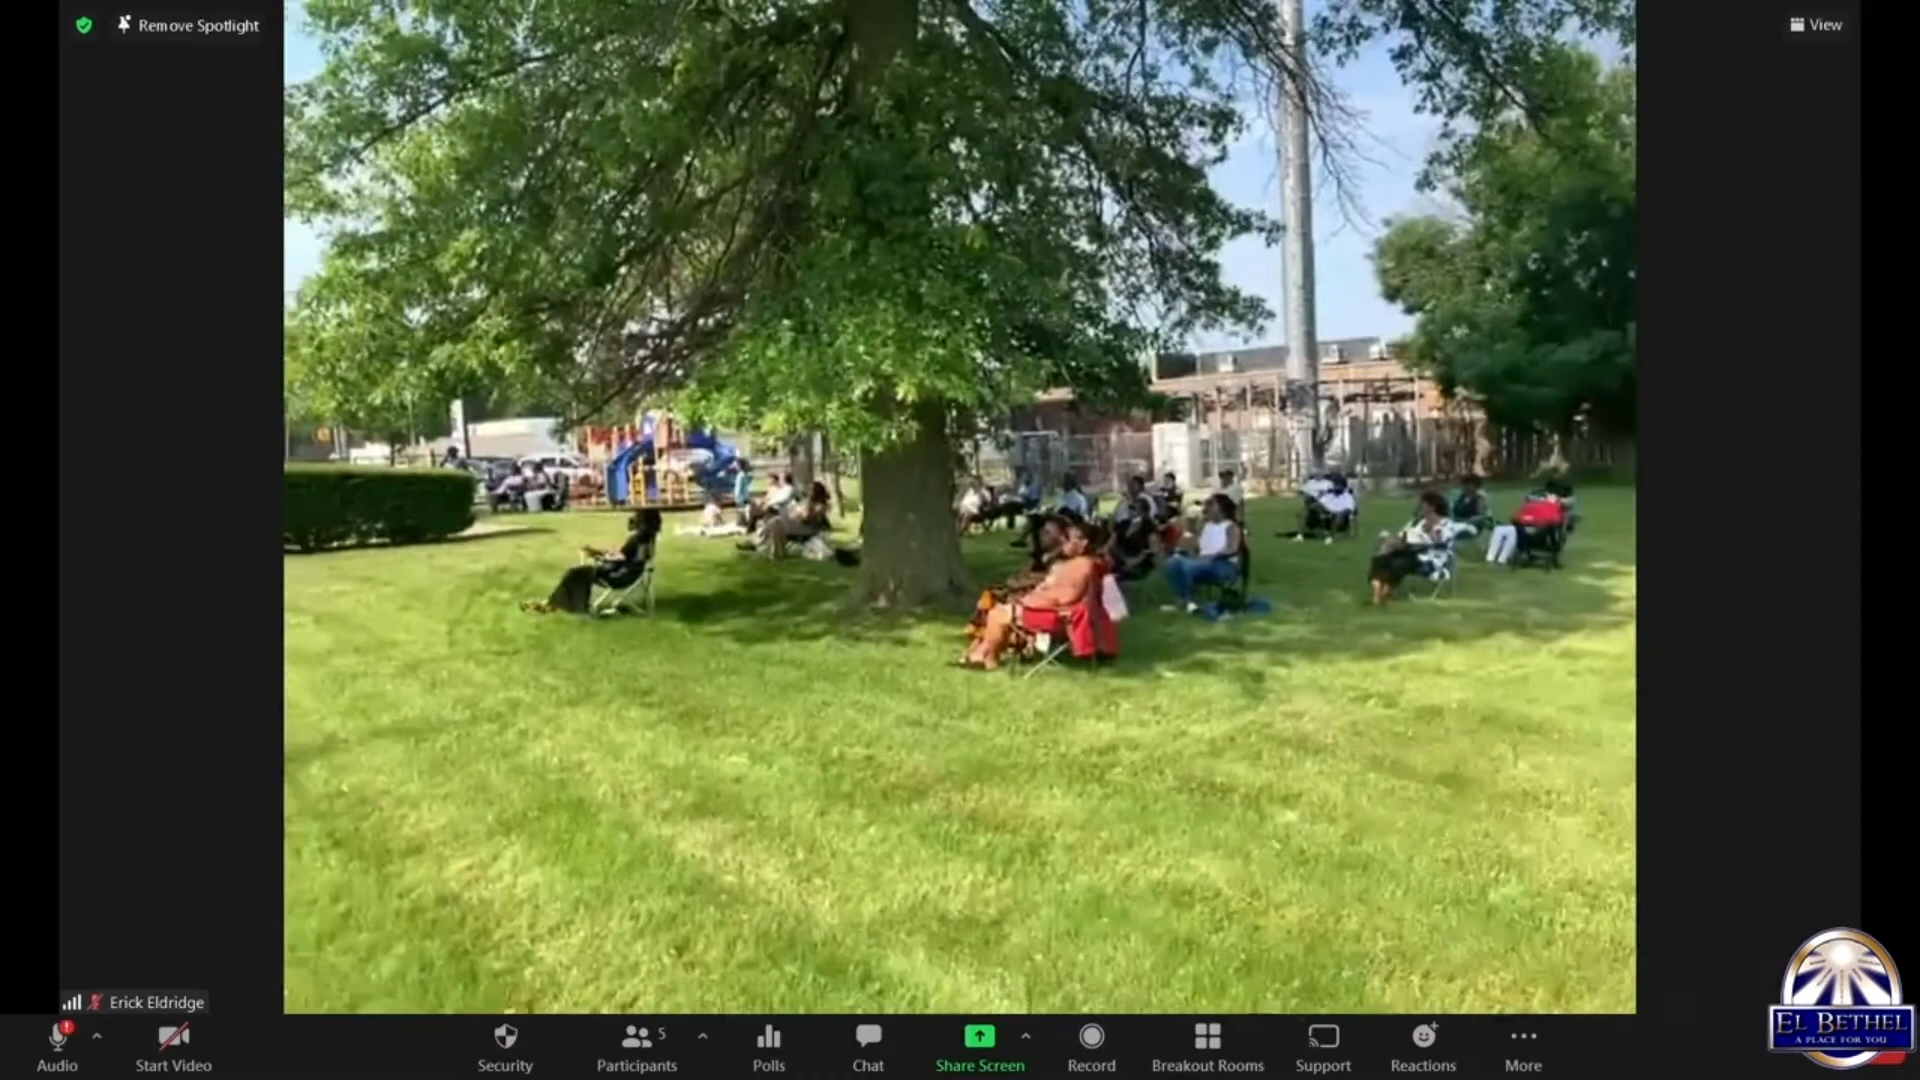 Remove Spotlight
View
Erick Eldridge
Audio
Start Video
Security
Participants
5
Polls
Chat
Share Screen
Record
Breakout Rooms
Support
Reactions
More
EL BETHEL
A PLACE FOR YOU